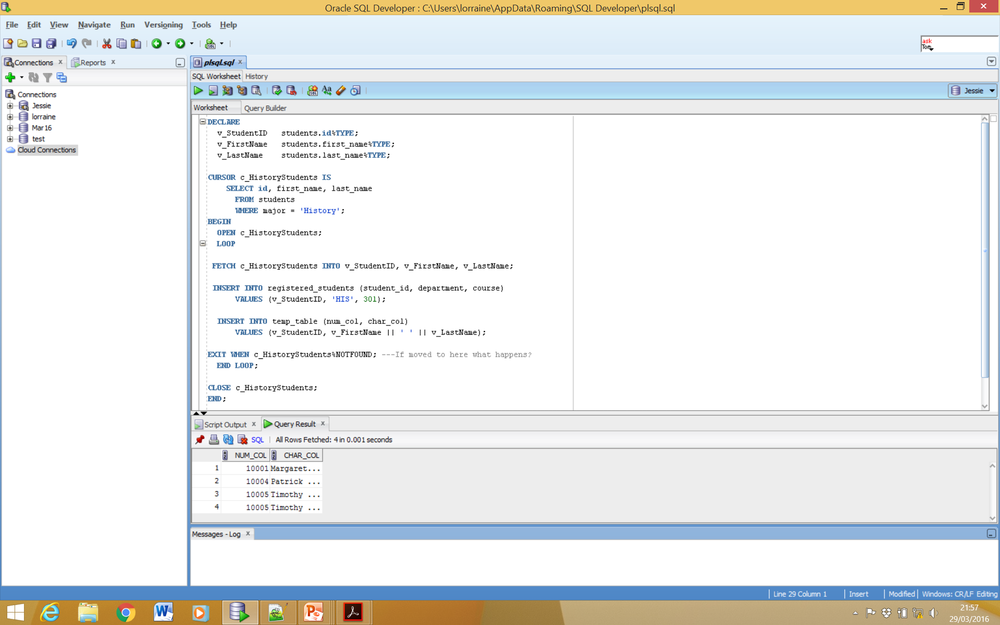 Oracle SQL Developer : C:\Users\lorraine\AppData\Roaming\SQL Developer\plsql.sql
File Edit View Navigate Run Versioning Tools Help
ask
Tom
Connections x Reports x
plsql.sql x
SQL Worksheet History
Jessie
Worksheet Query Builder
Connections
Jessie
lorraine
Mar16
test
Cloud Connections
DECLARE
v_StudentID students.id%TYPE;
v_FirstName students.first_name%TYPE;
v_LastName students.last_name%TYPE;
CURSOR c_HistoryStudents IS
SELECT id, first_name, last_name
FROM students
WHERE major = 'History';
BEGIN
OPEN c_HistoryStudents;
LOOP
FETCH c_HistoryStudents INTO v_StudentID, v_FirstName, v_LastName;
INSERT INTO registered_students (student_id, department, course)
VALUES (v_StudentID, 'HIS', 301);
INSERT INTO temp_table (num_col, char_col)
VALUES (v_StudentID, v_FirstName || ' ' || v_LastName);
EXIT WHEN c_HistoryStudents%NOTFOUND; ---If moved to here what happens?
END LOOP;
CLOSE c_HistoryStudents;
END;
Script Output x Query Result x
SQL | All Rows Fetched: 4 in 0.001 seconds
NUM_COL CHAR_COL
1 10001 Margaret...
2 10004 Patrick ...
3 10005 Timothy ...
4 10005 Timothy ...
Messages - Log x
Line 29 Column 1 | Insert | Modified | Windows: CR/LF Editing
21:57
29/03/2016